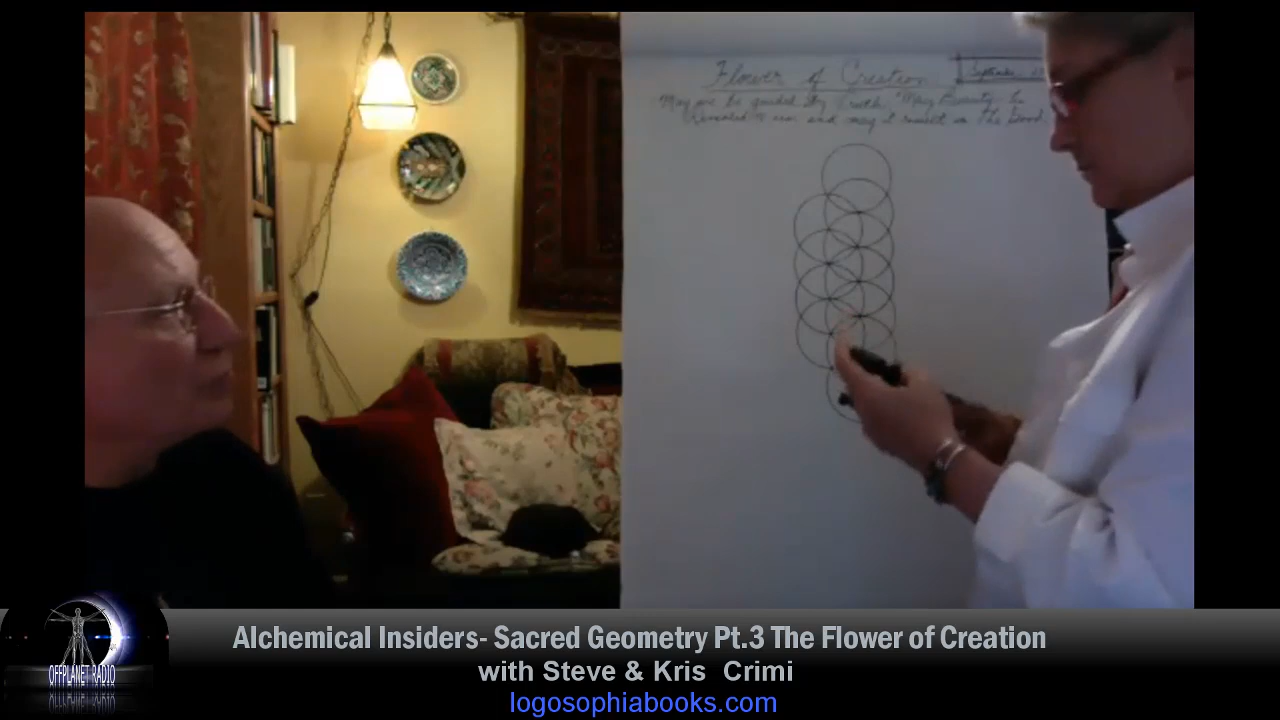 Flower of Creation
May we be guided by Truth, May Beauty be
Revealed to us and may it result in the Good.
OFFPLANET RADIO
Alchemical Insiders- Sacred Geometry Pt.3 The Flower of Creation
with Steve & Kris Crimi
logosophiabooks.com